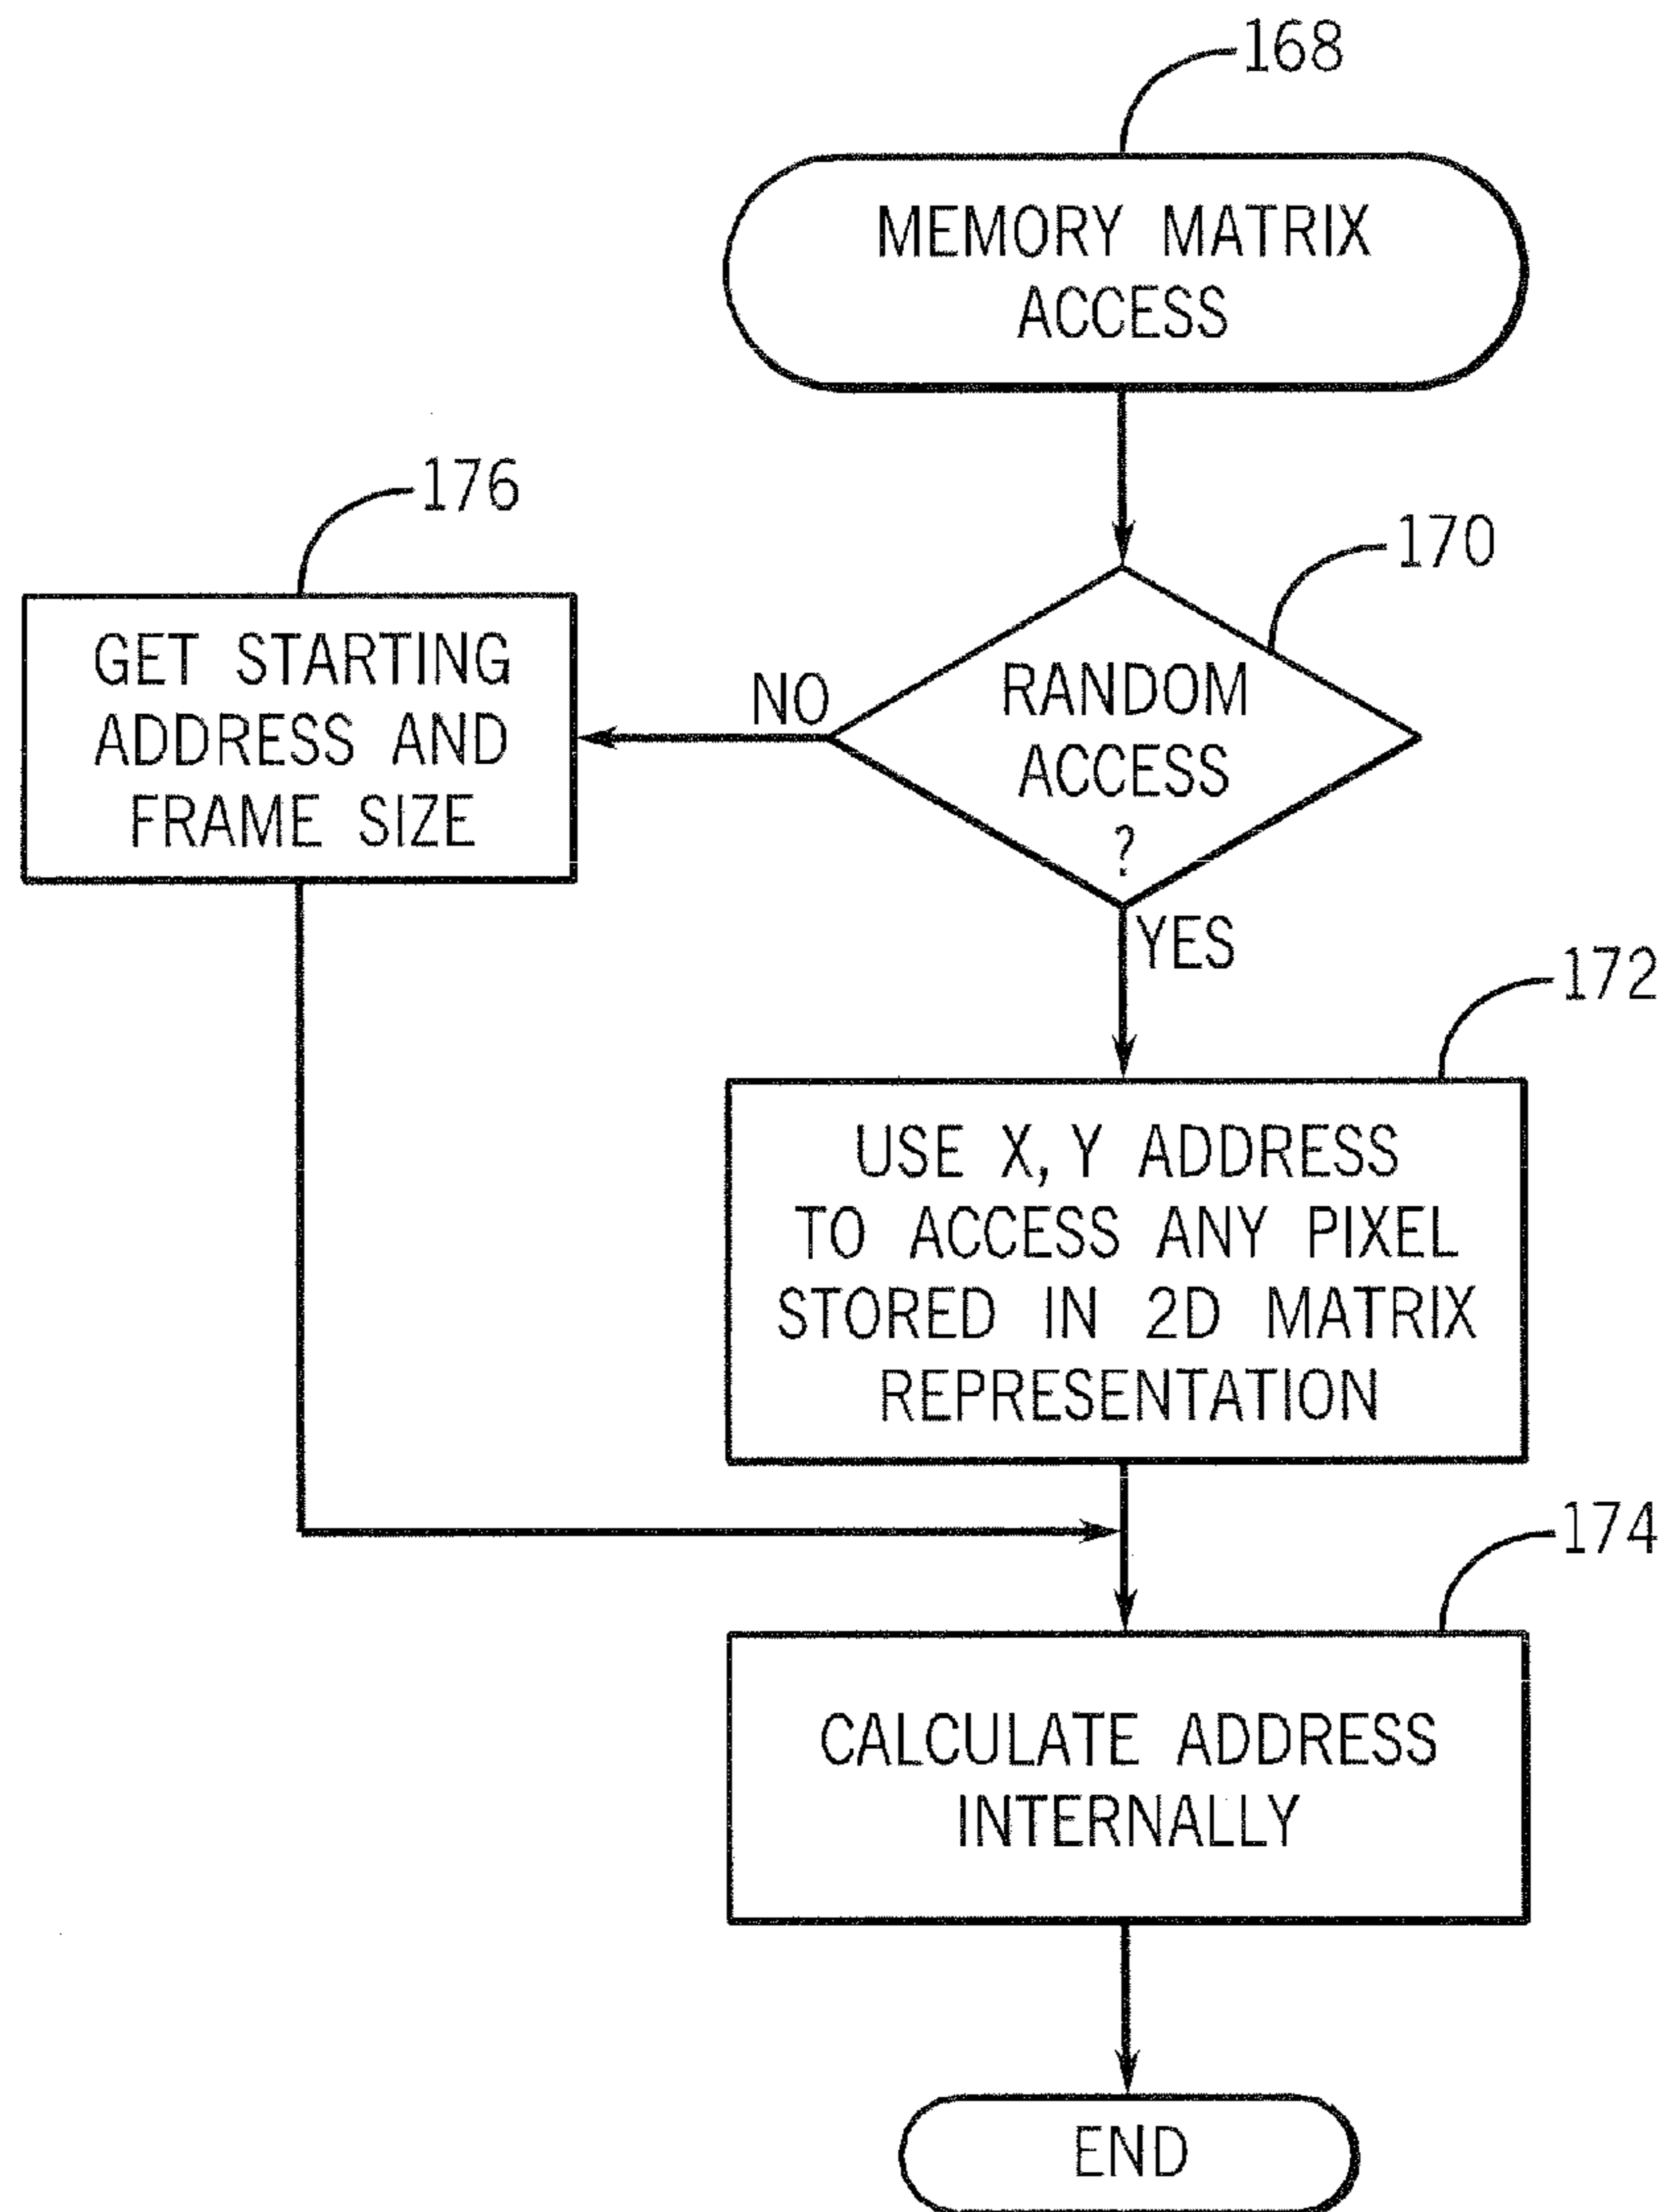 168
MEMORY MATRIX
ACCESS
176
170
GET STARTING
ADDRESS AND
FRAME SIZE
NO
RANDOM
ACCESS
?
YES
172
USE X, Y ADDRESS
TO ACCESS ANY PIXEL
STORED IN 2D MATRIX
REPRESENTATION
174
CALCULATE ADDRESS
INTERNALLY
END